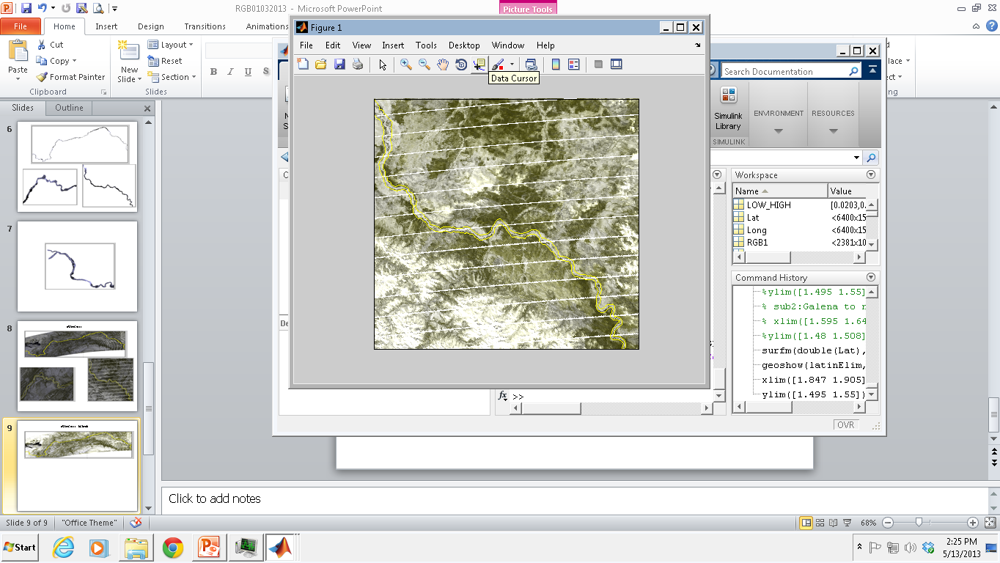 RGB01032013 - Microsoft PowerPoint
Picture Tools
File Home Insert Design Transitions Animations
Paste
Cut
Copy
Format Painter
Clipboard
New
Slide
Layout
Reset
Section
Slides
B I U S
Slides Outline
6
7
8
9
Figure 1
File Edit View Insert Tools Desktop Window Help
Data Cursor
Search Documentation
Simulink
Library
SIMULINK
ENVIRONMENT
RESOURCES
Workspace
Name Value
LOW_HIGH [0.0203,0.
Lat <6400x15
Long <6400x15
RGB1 <2381x10
Command History
%ylim([1.495 1.55]
% sub2:Galena to r
% xlim([1.595 1.64
%ylim([1.48 1.508]
surfm(double(Lat),
geoshow(latinElim,
xlim([1.847 1.905]
ylim([1.495 1.55])
De
fx >>
OVR
Click to add notes
Slide 9 of 9 "Office Theme" 68%
Start
2:25 PM
5/13/2013